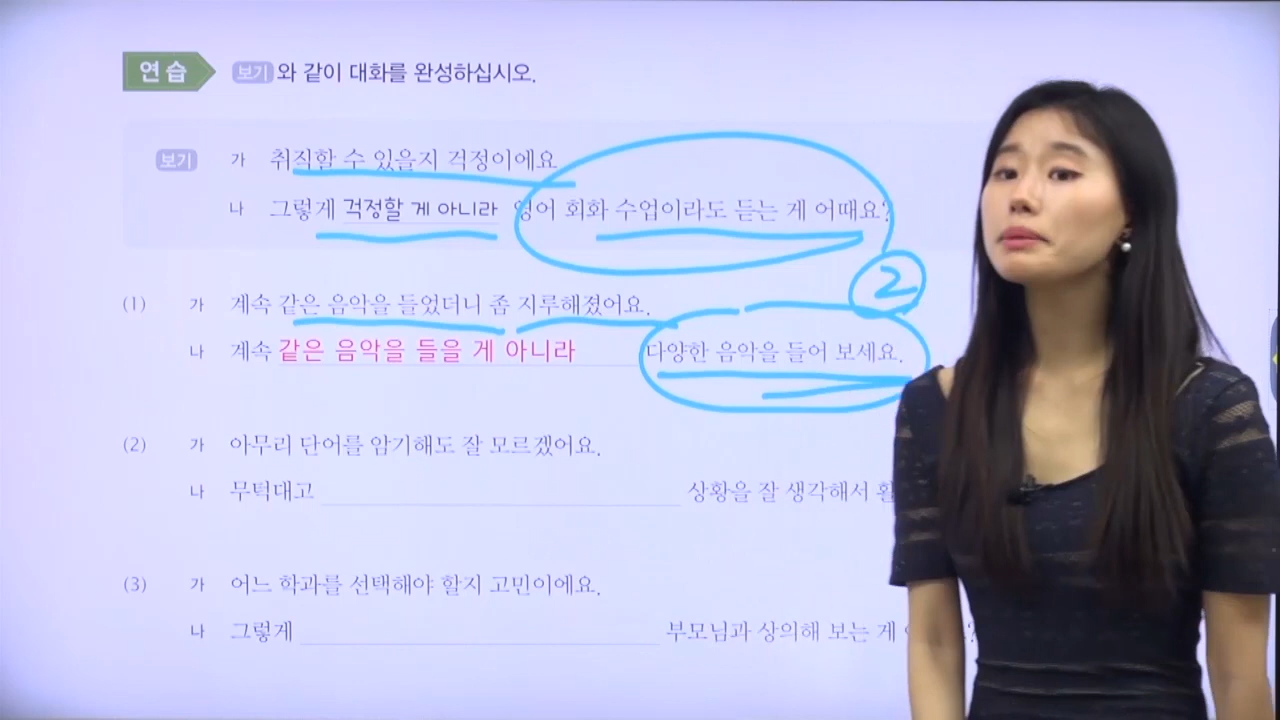 연습 보기 와 같이 대화를 완성하십시오.
보기 가 취직할 수 있을지 걱정이에요
나 그렇게 걱정할 게 아니라 영어 회화 수업이라도 듣는 게 어때요?
2
(1) 가 계속 같은 음악을 들었더니 좀 지루해졌어요.
나 계속 같은 음악을 들을 게 아니라 다양한 음악을 들어 보세요.
(2) 가 아무리 단어를 암기해도 잘 모르겠어요.
나 무턱대고 상황을 잘 생각해서
(3) 가 어느 학과를 선택해야 할지 고민이에요.
나 그렇게 부모님과 상의해 보는 게